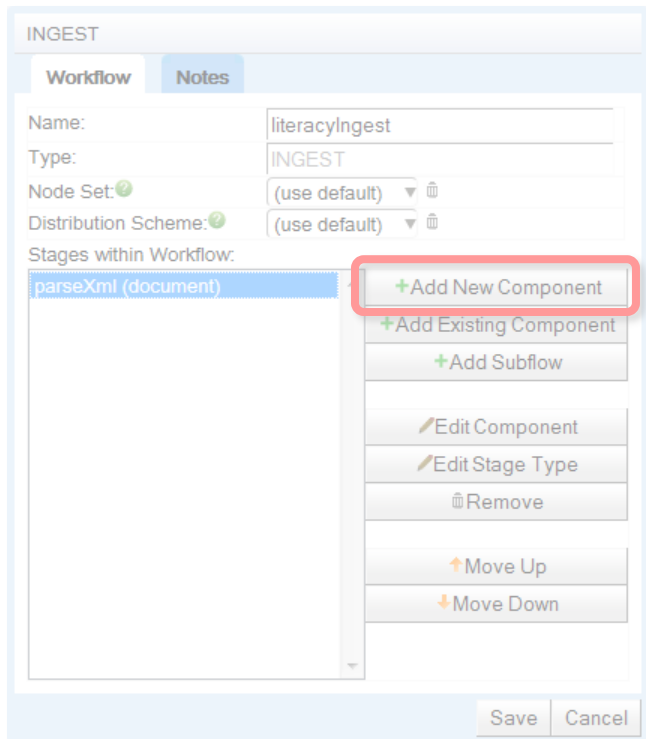 INGEST
Workflow Notes
Name: literacyIngest
Type: INGEST
Node Set: (use default)
Distribution Scheme: (use default)
Stages within Workflow:
parseXml (document)
Add New Component
Add Existing Component
Add Subflow
Edit Component
Edit Stage Type
Remove
Move Up
Move Down
Save Cancel